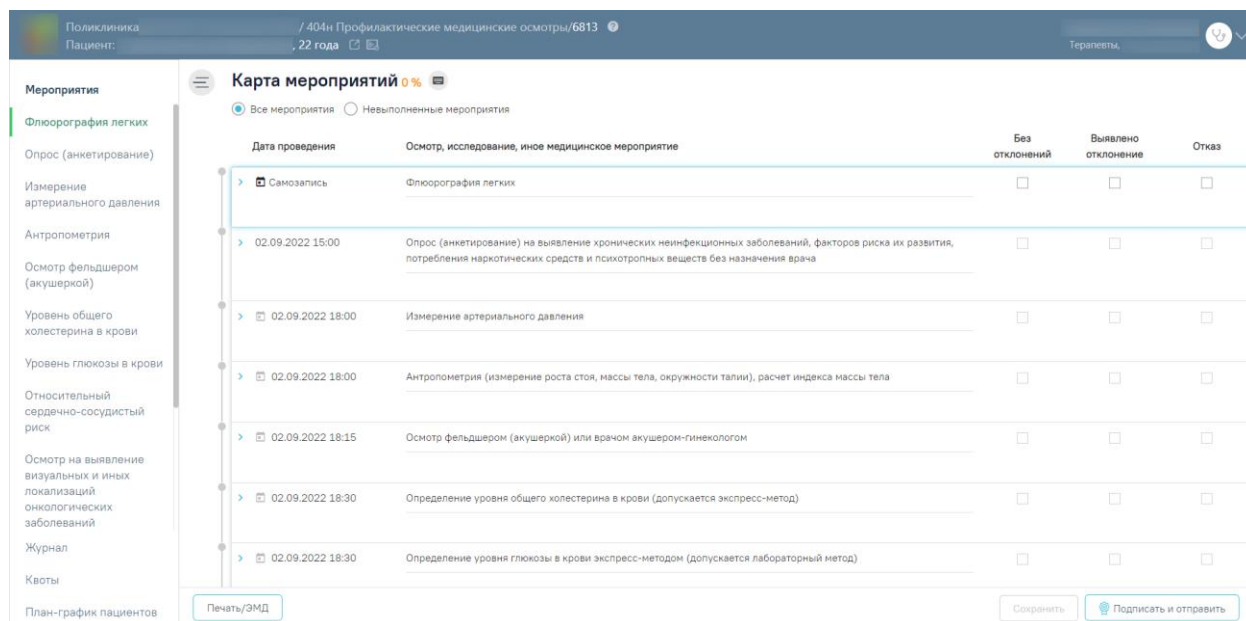 Поликлиника / 404н Профилактические медицинские осмотры/6813
Пациент: , 22 года
Терапевты,
Мероприятия
Флюорография легких
Опрос (анкетирование)
Измерение
артериального давления
Антропометрия
Осмотр фельдшером
(акушеркой)
Уровень общего
холестерина в крови
Уровень глюкозы в крови
Относительный
сердечно-сосудистый
риск
Осмотр на выявление
визуальных и иных
локализаций
онкологических
заболеваний
Журнал
Квоты
План-график пациентов
Карта мероприятий 0 %
Все мероприятия Невыполненные мероприятия
Дата проведения Осмотр, исследование, иное медицинское мероприятие Без отклонений Выявлено отклонение Отказ
Самозапись Флюорография легких
02.09.2022 15:00 Опрос (анкетирование) на выявление хронических неинфекционных заболеваний, факторов риска их развития,
потребления наркотических средств и психотропных веществ без назначения врача
02.09.2022 18:00 Измерение артериального давления
02.09.2022 18:00 Антропометрия (измерение роста стоя, массы тела, окружности талии), расчет индекса массы тела
02.09.2022 18:15 Осмотр фельдшером (акушеркой) или врачом акушером-гинекологом
02.09.2022 18:30 Определение уровня общего холестерина в крови (допускается экспресс-метод)
02.09.2022 18:30 Определение уровня глюкозы в крови экспресс-методом (допускается лабораторный метод)
Печать/ЭМД Сохранить Подписать и отправить